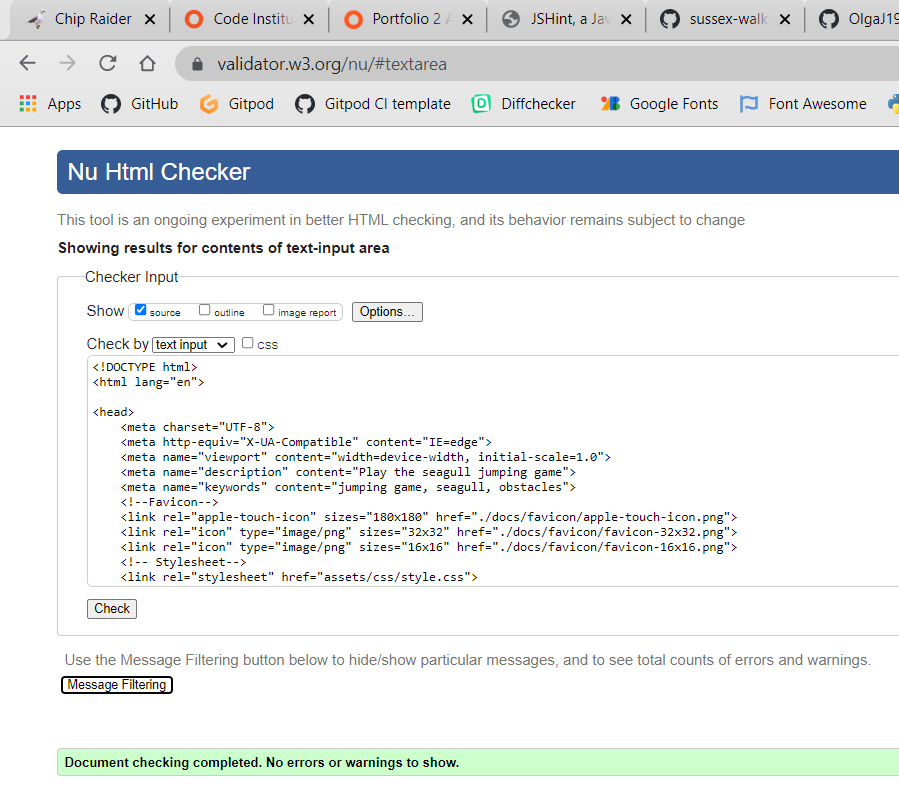 Chip Raider Code Institu Portfolio 2 A JSHint, a Jav sussex-walk OlgaJ19
validator.w3.org/nu/#textarea
Apps GitHub Gitpod Gitpod CI template Diffchecker Google Fonts Font Awesome
Nu Html Checker
This tool is an ongoing experiment in better HTML checking, and its behavior remains subject to change
Showing results for contents of text-input area
Checker Input
Show source outline image report Options...
Check by text input css
<!DOCTYPE html>
<html lang="en">
<head>
<meta charset="UTF-8">
<meta http-equiv="X-UA-Compatible" content="IE=edge">
<meta name="viewport" content="width=device-width, initial-scale=1.0">
<meta name="description" content="Play the seagull jumping game">
<meta name="keywords" content="jumping game, seagull, obstacles">
<!--Favicon-->
<link rel="apple-touch-icon" sizes="180x180" href="./docs/favicon/apple-touch-icon.png">
<link rel="icon" type="image/png" sizes="32x32" href="./docs/favicon/favicon-32x32.png">
<link rel="icon" type="image/png" sizes="16x16" href="./docs/favicon/favicon-16x16.png">
<!-- Stylesheet-->
<link rel="stylesheet" href="assets/css/style.css">
Check
Use the Message Filtering button below to hide/show particular messages, and to see total counts of errors and warnings.
Message Filtering
Document checking completed. No errors or warnings to show.